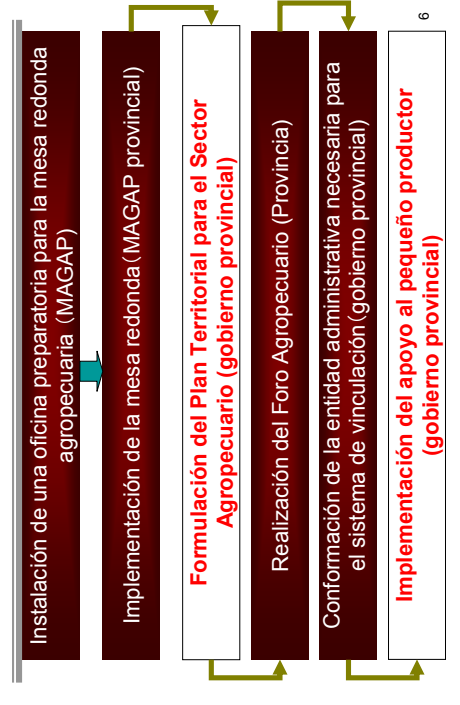 Instalación de una oficina preparatoria para la mesa redonda
agropecuaria (MAGAP)
Implementación de la mesa redonda(MAGAP provincial)
Formulación del Plan Territorial para el Sector
Agropecuario (gobierno provincial)
Realización del Foro Agropecuario (Provincia)
Conformación de la entidad administrativa necesaria para
el sistema de vinculación(gobierno provincial)
Implementación del apoyo al pequeño productor
(gobierno provincial)
6